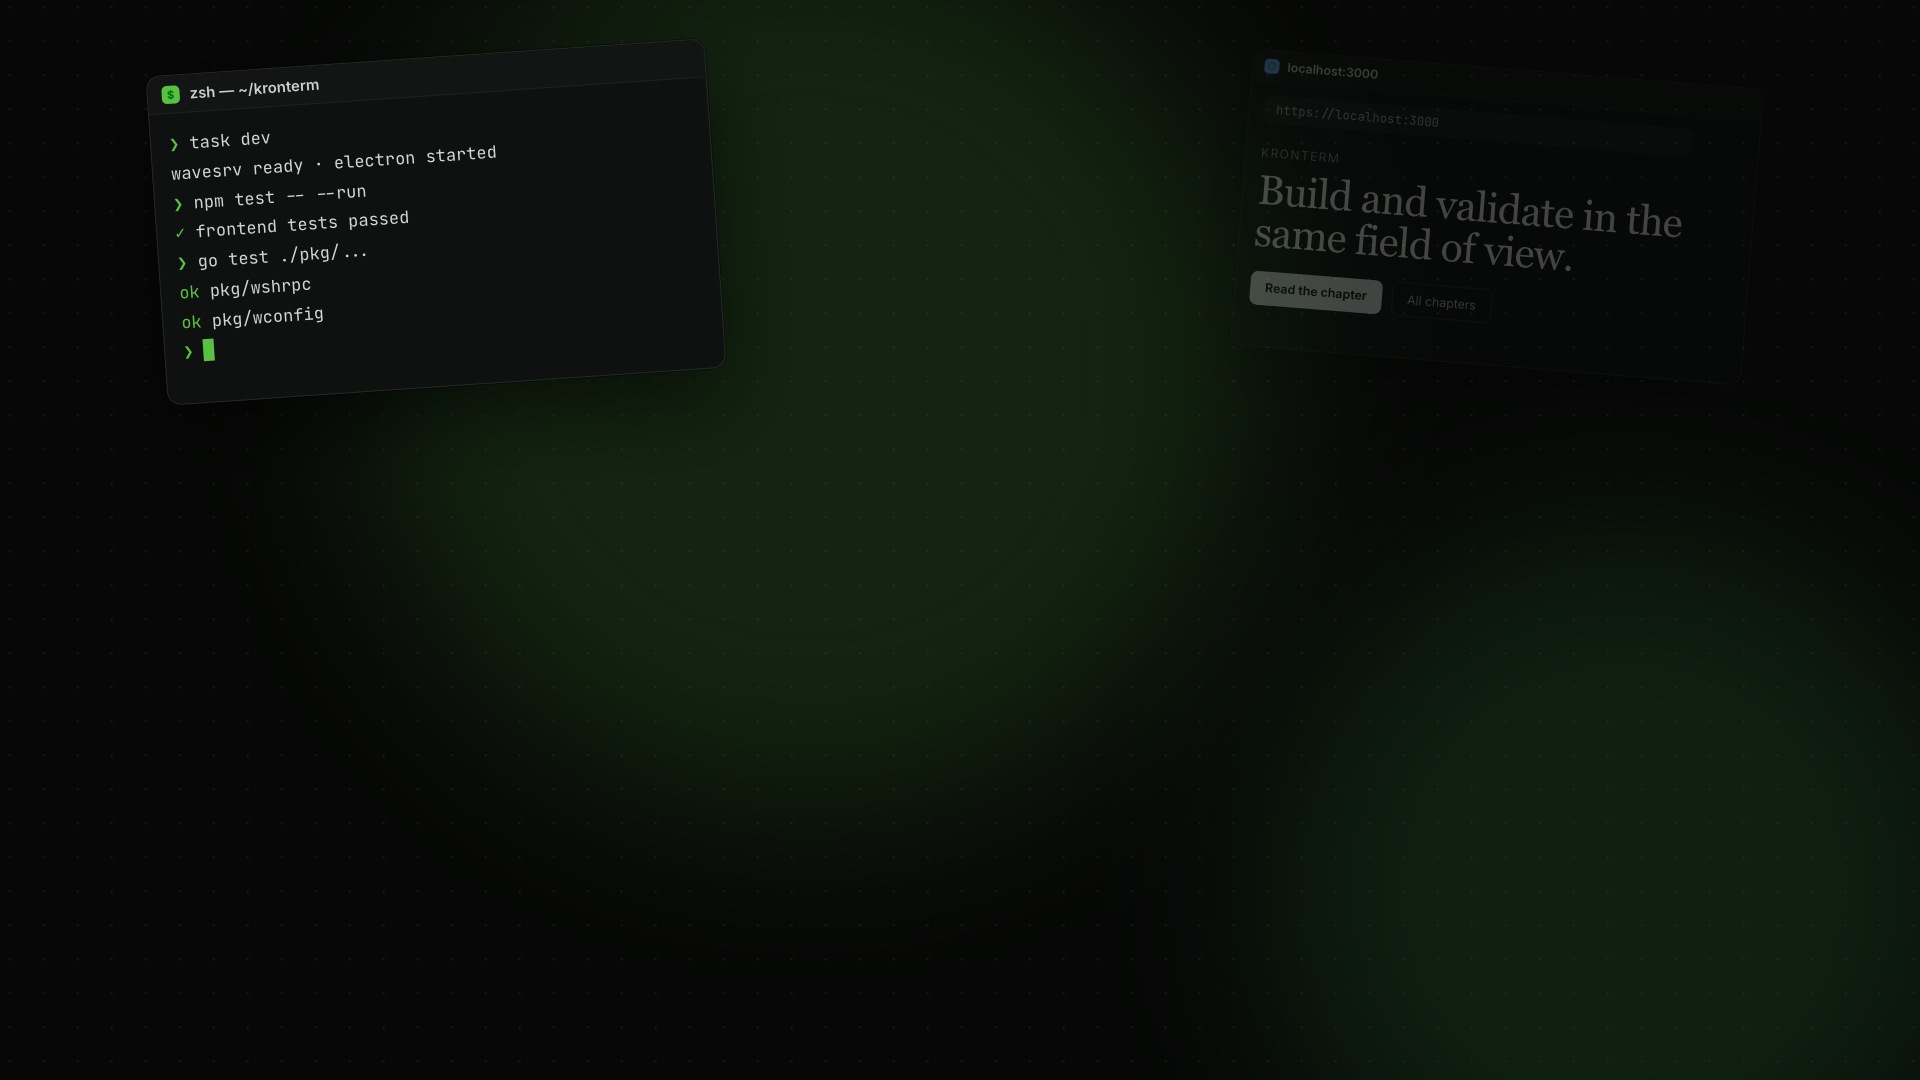 $ zsh — ~/kronterm
❯ task dev
wavesrv ready · electron started
❯ npm test -- --run
✓ frontend tests passed
❯ go test ./pkg/...
ok pkg/wshrpc
ok pkg/wconfig
❯
localhost:3000
https://localhost:3000
KRONTERM
Build and validate in the
same field of view.
Read the chapter
All chapters